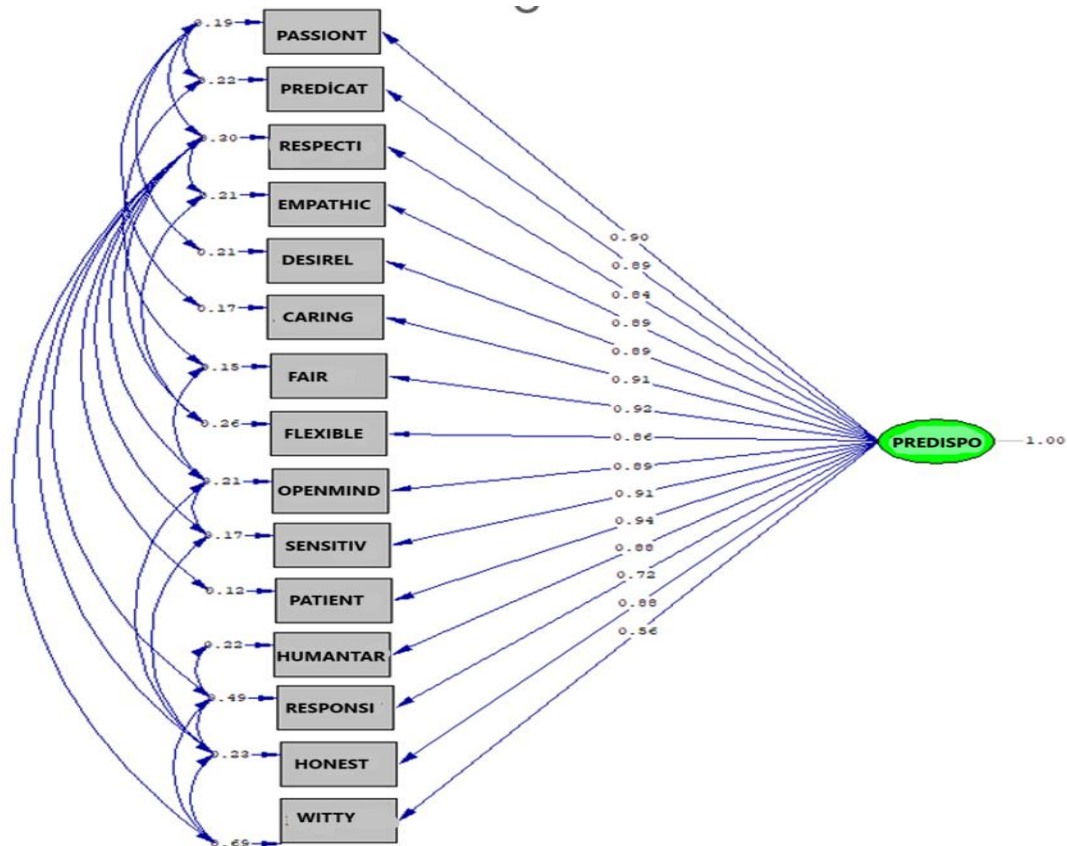 0.19 PASSIONT
0.22 PREDİCAT
0.30 RESPECTI
0.21 EMPATHIC
0.21 DESIREL
0.17 CARING
0.15 FAIR
0.26 FLEXIBLE
0.21 OPENMIND
0.17 SENSITIV
0.12 PATIENT
0.22 HUMANTAR
0.49 RESPONSI
0.23 HONEST
0.69 WITTY
0.90
0.89
0.84
0.89
0.89
0.91
0.92
0.86
0.89
0.91
0.94
0.88
0.72
0.88
0.56
PREDISPO 1.00